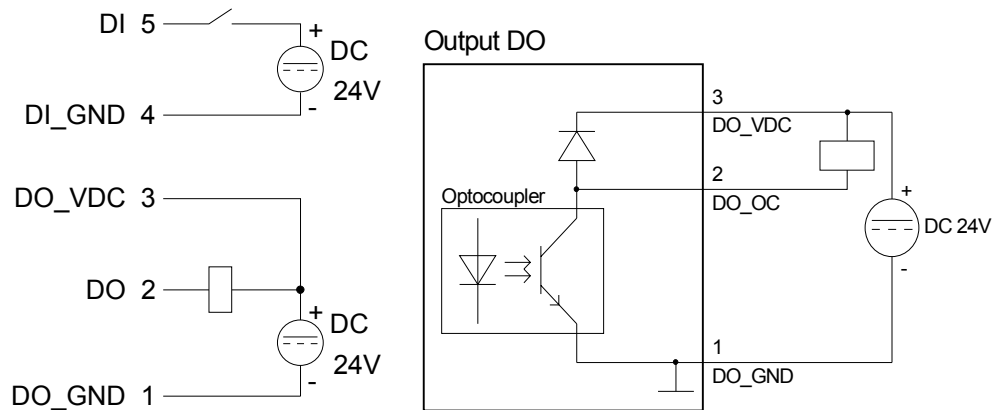 DI 5
+
DC
24V
-
DI_GND 4
DO_VDC 3
DO 2
+
DC
24V
-
DO_GND 1
Output DO
3
DO_VDC
2
DO_OC
Optocoupler
+
DC 24V
-
1
DO_GND